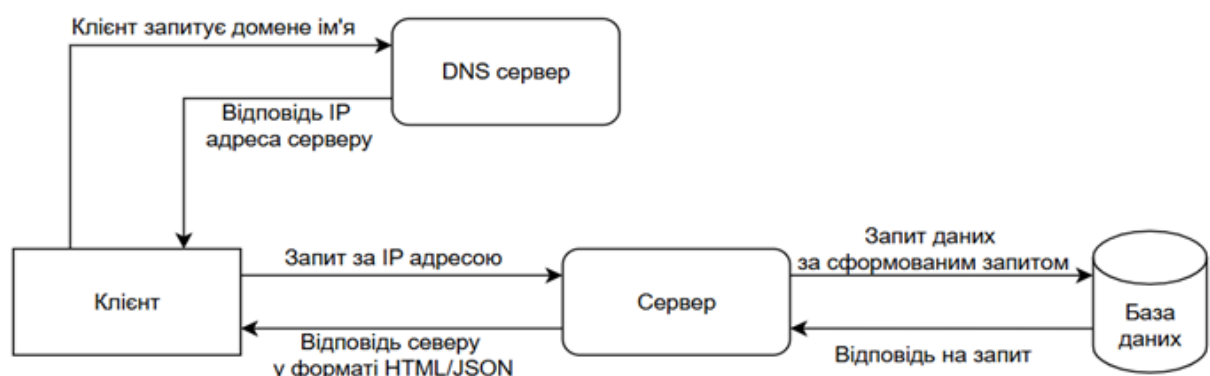 Клієнт запитує домене ім'я
DNS сервер
Відповідь IP
адреса серверу
Клієнт
Запит за IP адресою
Відповідь северу
у форматі HTML/JSON
Сервер
Запит даних
за сформованим запитом
Відповідь на запит
База
даних